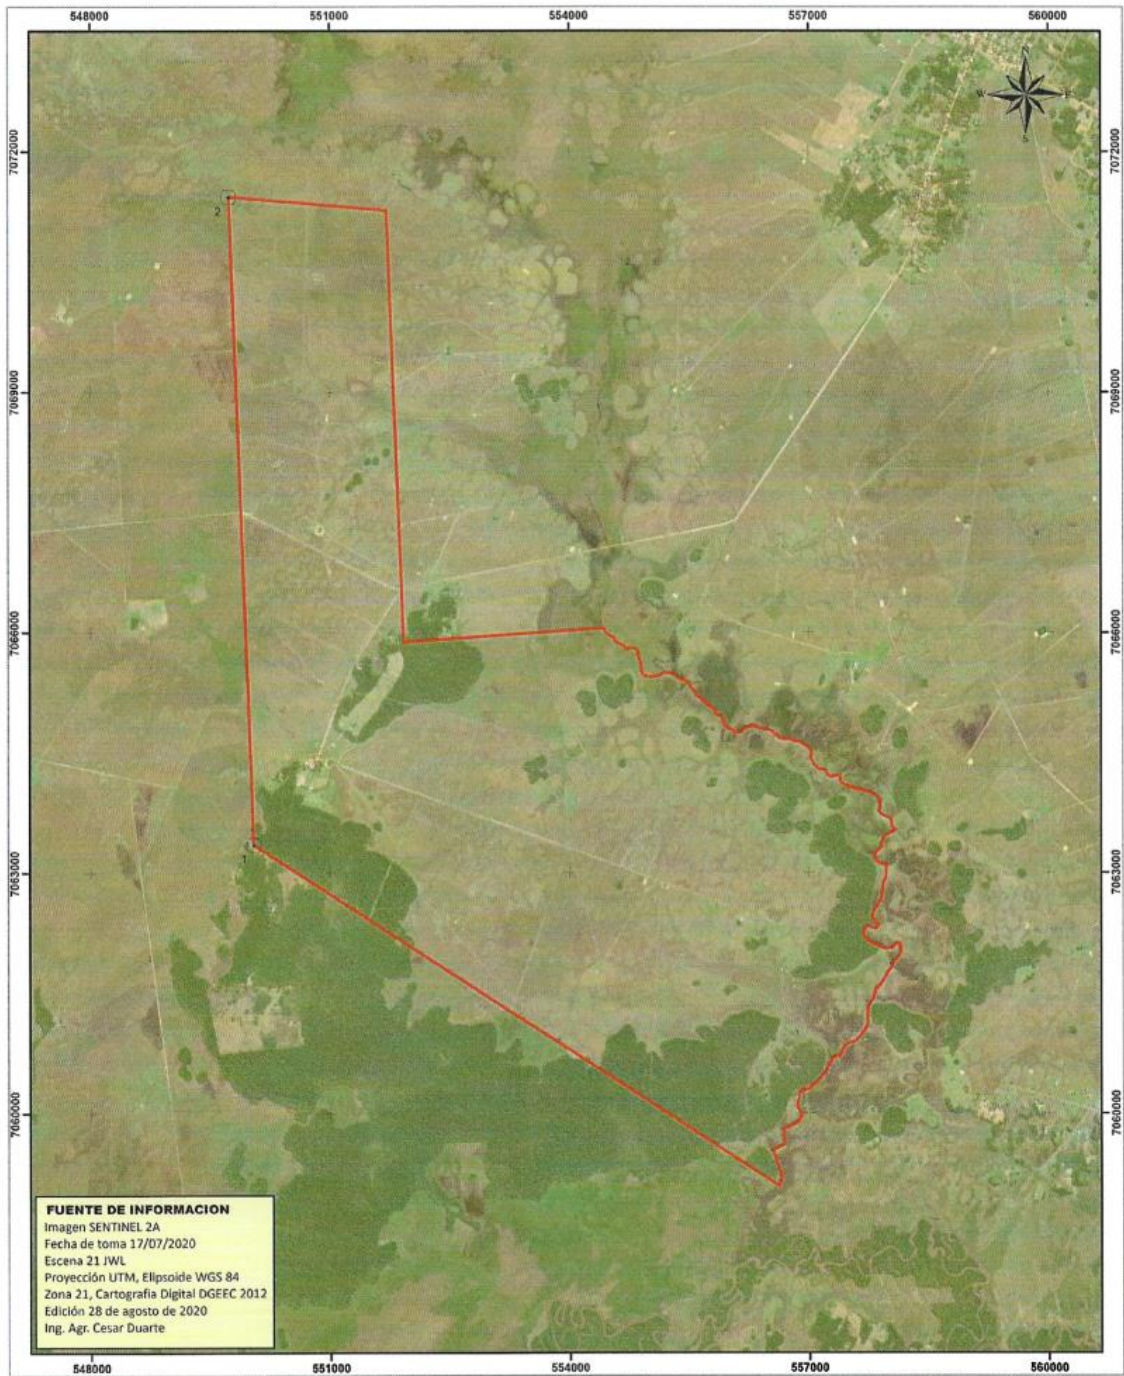 548000 551000 554000 557000 560000
N
W E
S
7072000 7072000
2
7069000 7069000
7066000 7066000
1
7063000 7063000
7060000 7060000
FUENTE DE INFORMACION
Imagen SENTINEL 2A
Fecha de toma 17/07/2020
Escena 21 JWL
Proyección UTM, Elipsoide WGS 84
Zona 21, Cartografia Digital DGEEC 2012
Edición 28 de agosto de 2020
Ing. Agr. Cesar Duarte
548000 551000 554000 557000 560000